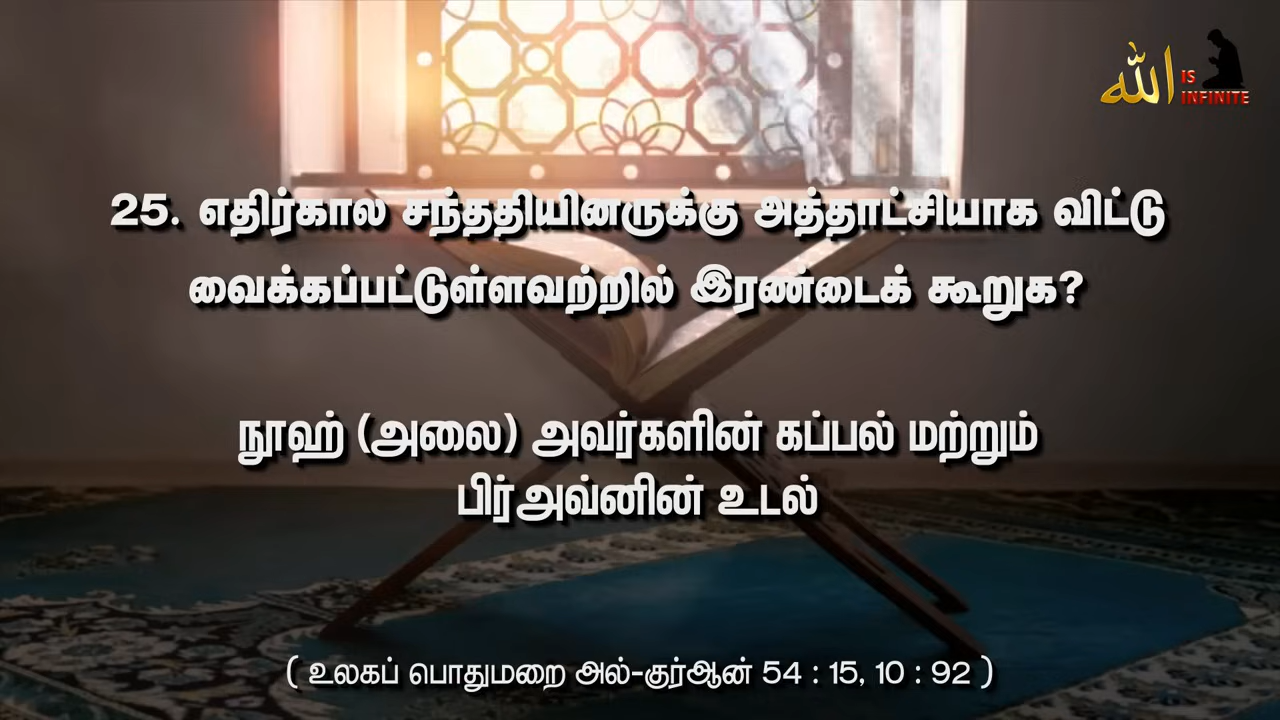 الله IS INFINITE
25. எதிர்கால சந்ததியினருக்கு அத்தாட்சியாக விட்டு
வைக்கப்பட்டுள்ளவற்றில் இரண்டைக் கூறுக?
நூஹ் (அலை) அவர்களின் கப்பல் மற்றும்
பிர்அவ்னின் உடல்
( உலகப் பொதுமறை அல்-குர்ஆன் 54 : 15, 10 : 92 )